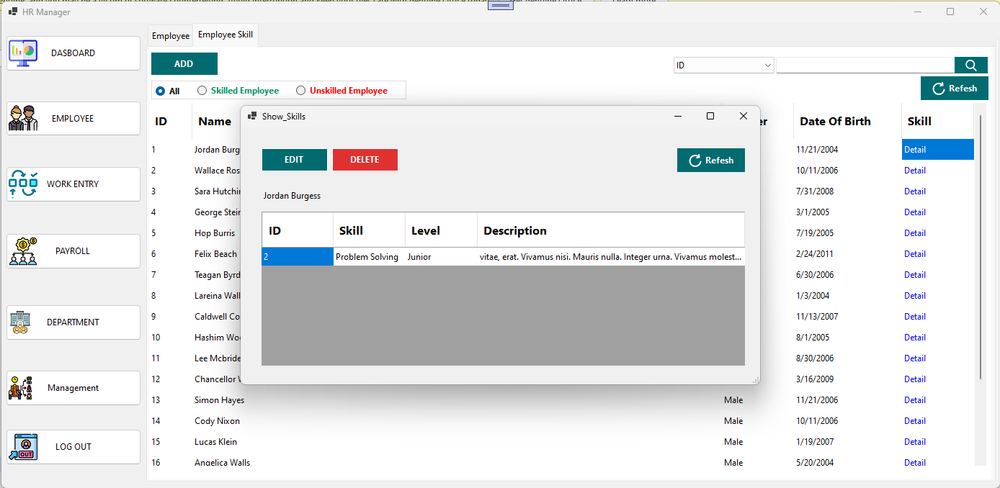 HR Manager
DASBOARD
EMPLOYEE
WORK ENTRY
PAYROLL
DEPARTMENT
Management
LOG OUT
OUT
Employee
Employee Skill
ADD
ID
Refesh
All
Skilled Employee
Unskilled Employee
ID Name er Date Of Birth Skill
1 Jordan Burg 11/21/2004 Detail
2 Wallace Ros 10/11/2006 Detail
3 Sara Hutchi 7/31/2008 Detail
4 George Stei 3/1/2005 Detail
5 Hop Burris 7/19/2005 Detail
6 Felix Beach 2/24/2011 Detail
7 Teagan Byrd 6/30/2006 Detail
8 Lareina Wal 1/3/2004 Detail
9 Caldwell Co 11/13/2007 Detail
10 Hashim Wo 8/1/2005 Detail
11 Lee Mcbride 8/30/2006 Detail
12 Chancellor 3/16/2009 Detail
13 Simon Hayes Male 11/21/2006 Detail
14 Cody Nixon Male 10/11/2006 Detail
15 Lucas Klein Male 1/19/2007 Detail
16 Angelica Walls Male 5/20/2004 Detail
Show_Skills
EDIT
DELETE
Refesh
Jordan Burgess
ID Skill Level Description
2 Problem Solving Junior vitae, erat. Vivamus nisi. Mauris nulla. Integer urna. Vivamus molest...